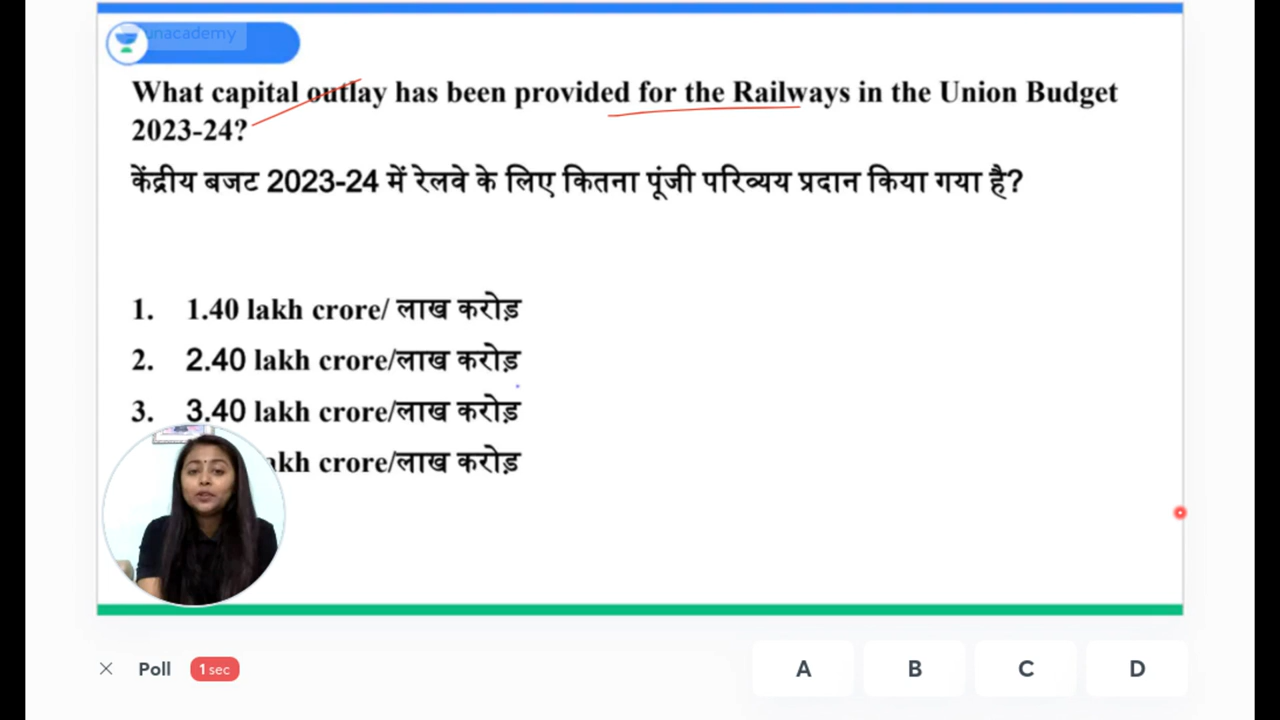 unacademy
What capital outlay has been provided for the Railways in the Union Budget
2023-24?
केंद्रीय बजट 2023-24 में रेलवे के लिए कितना पूंजी परिव्यय प्रदान किया गया है?
1. 1.40 lakh crore/ लाख करोड़
2. 2.40 lakh crore/लाख करोड़
3. 3.40 lakh crore/लाख करोड़
crore/लाख करोड़
Poll 1 sec A B C D